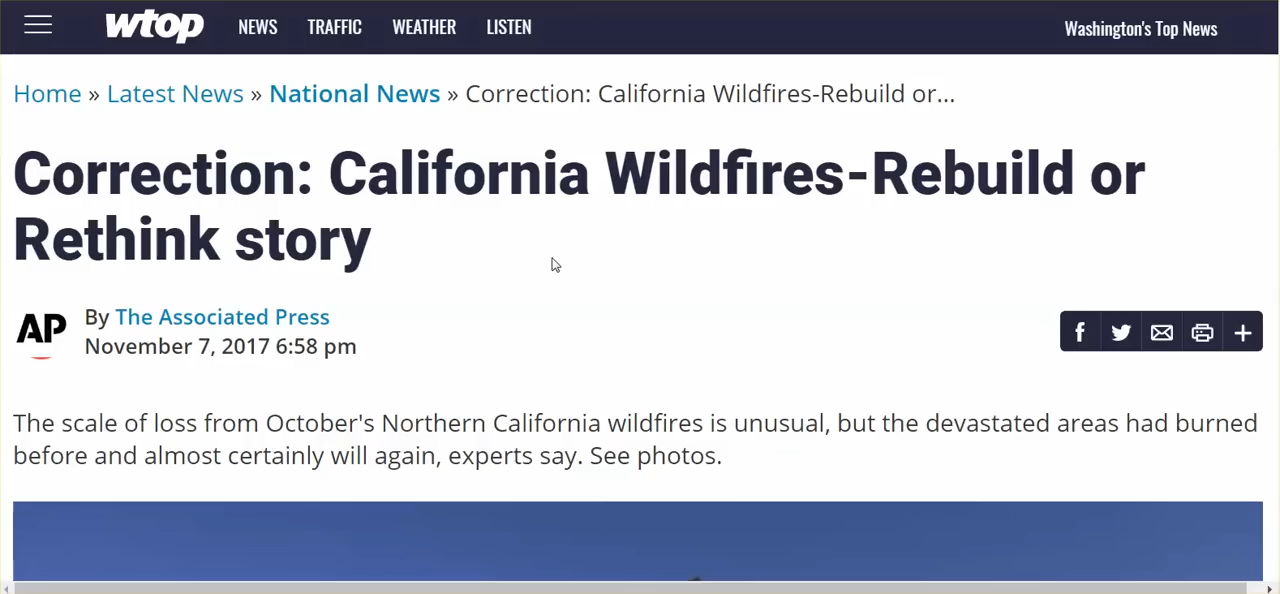 wtop NEWS TRAFFIC WEATHER LISTEN Washington's Top News
Home » Latest News » National News » Correction: California Wildfires-Rebuild or...
Correction: California Wildfires-Rebuild or
Rethink story
AP
By The Associated Press
November 7, 2017 6:58 pm
The scale of loss from October's Northern California wildfires is unusual, but the devastated areas had burned
before and almost certainly will again, experts say. See photos.